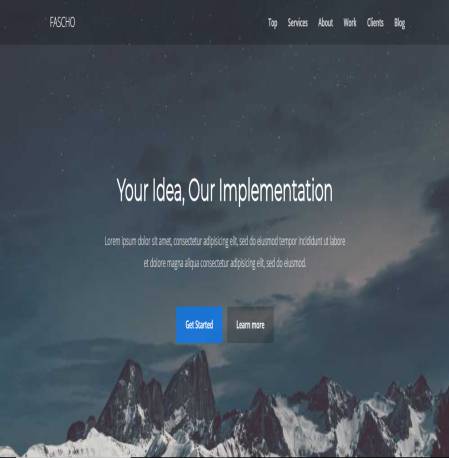 FASCHO
Top Services About Work Clients Blog
Your Idea, Our Implementation
Lorem ipsum dolor sit amet, consectetur adipisicing elit, sed do eiusmod tempor incididunt ut labore
et dolore magna aliqua consectetur adipisicing elit, sed do eiusmod.
Get Started Learn more